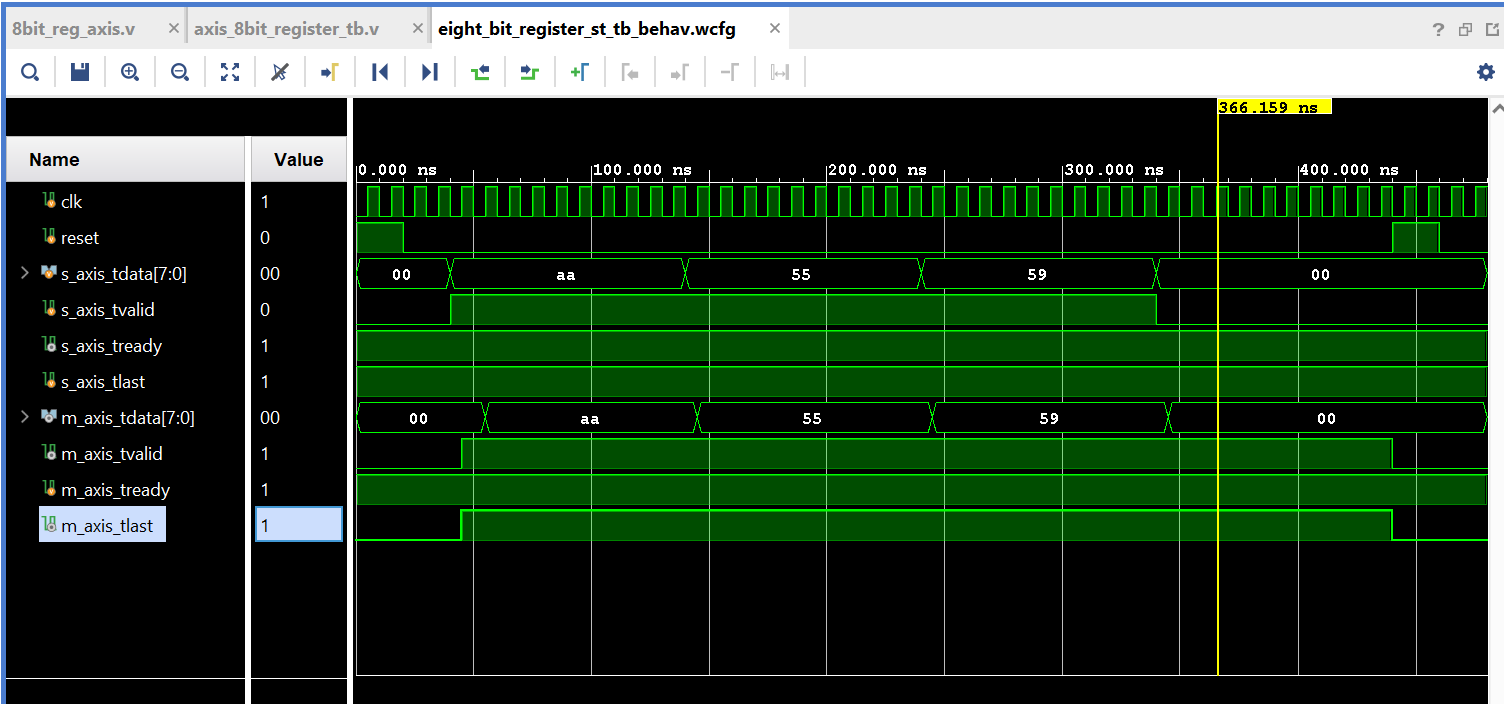 8bit_reg_axis.v × axis_8bit_register_tb.v × eight_bit_register_st_tb_behav.wcfg × ?
366.159 ns
Name Value
0.000 ns 100.000 ns 200.000 ns 300.000 ns 400.000 ns
clk 1
reset 0
s_axis_tdata[7:0] 00 00 aa 55 59 00
s_axis_tvalid 0
s_axis_tready 1
s_axis_tlast 1
m_axis_tdata[7:0] 00 00 aa 55 59 00
m_axis_tvalid 1
m_axis_tready 1
m_axis_tlast 1